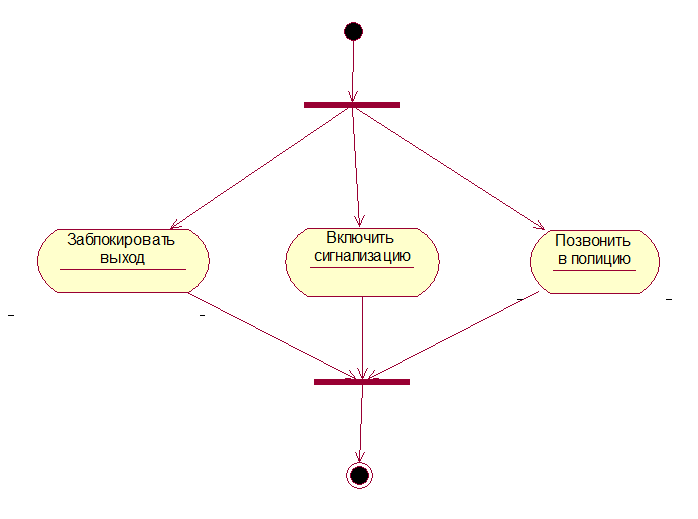 Заблокировать
выход
Включить
сигнализацию
Позвонить
в полицию